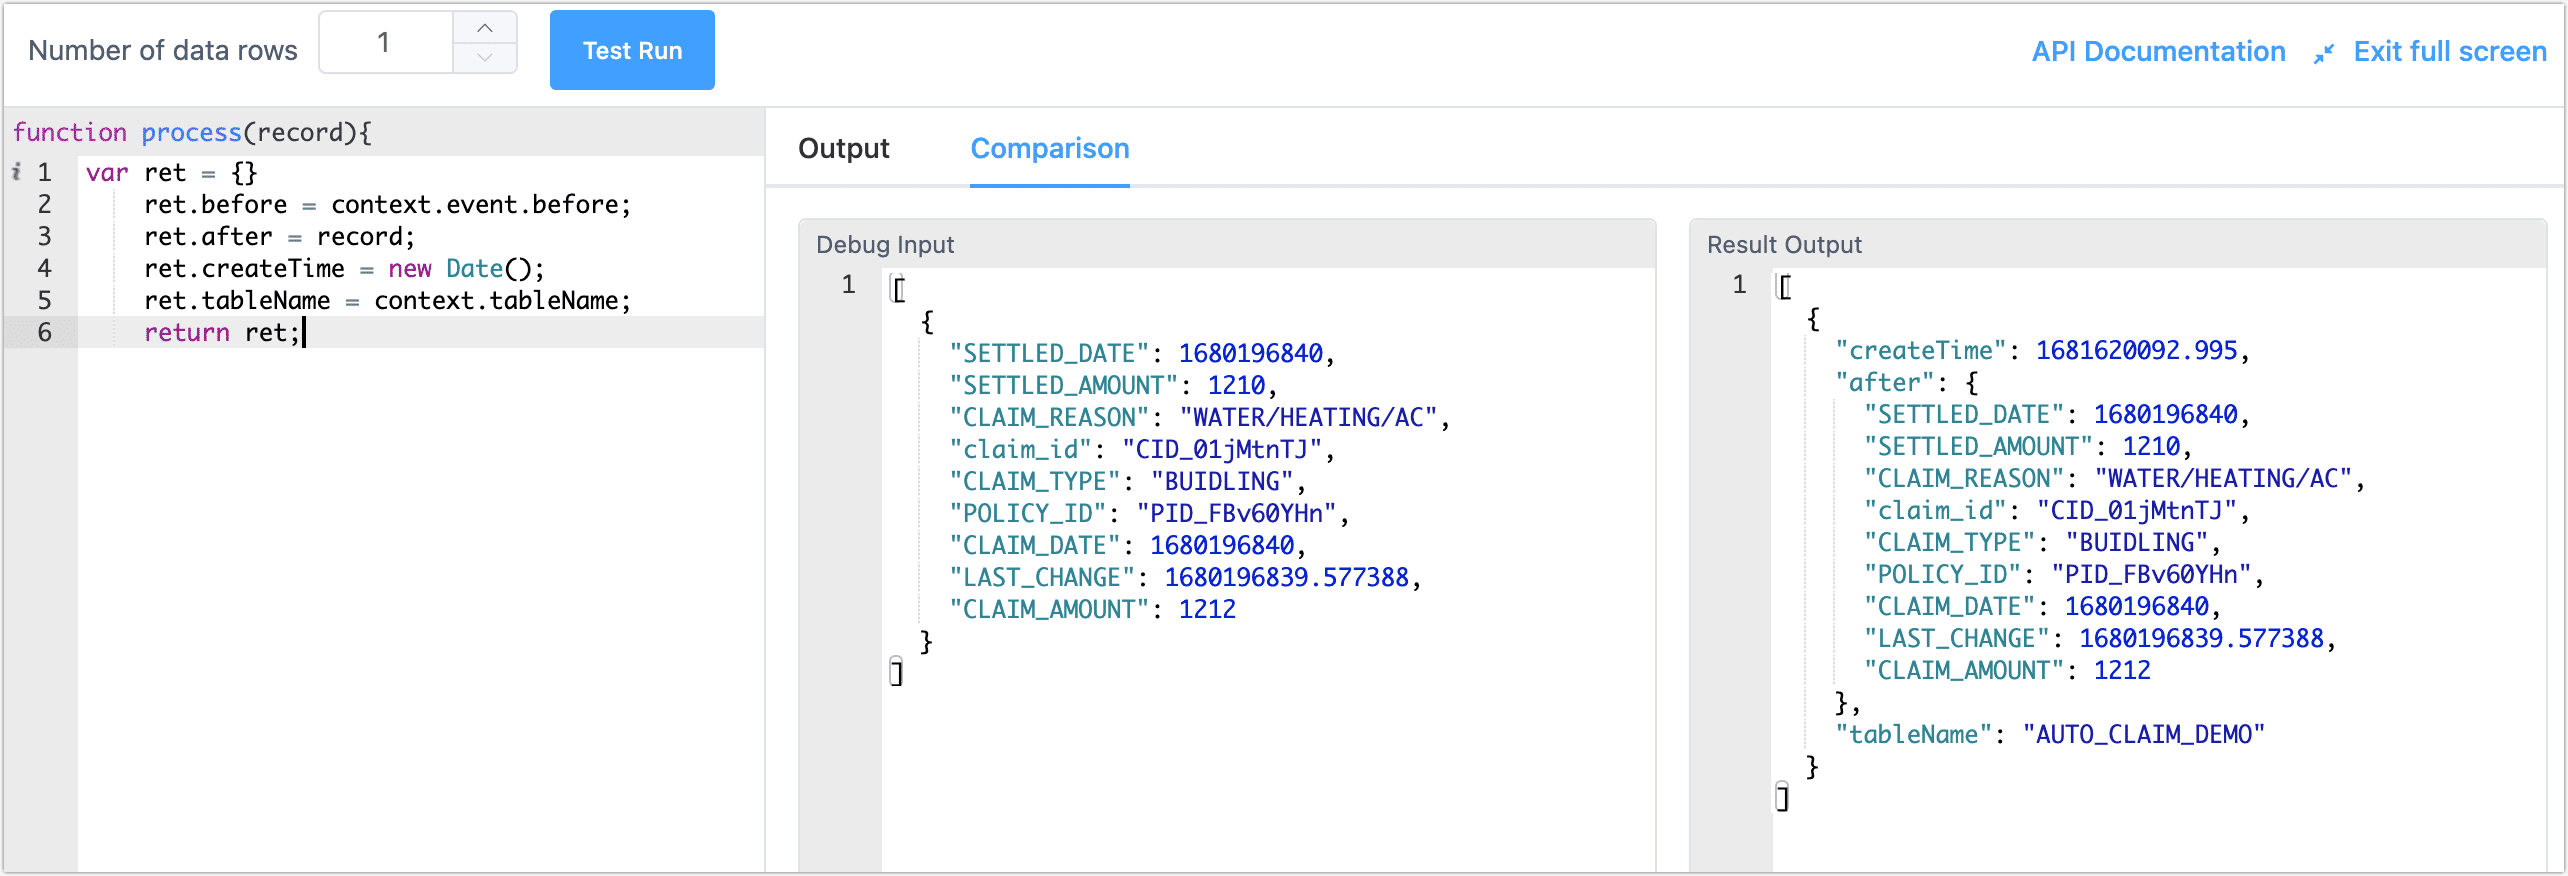 Number of data rows 1 Test Run API Documentation Exit full screen
function process(record){
i 1 var ret = {}
2 ret.before = context.event.before;
3 ret.after = record;
4 ret.createTime = new Date();
5 ret.tableName = context.tableName;
6 return ret;
Output Comparison
Debug Input
1 [
{
"SETTLED_DATE": 1680196840,
"SETTLED_AMOUNT": 1210,
"CLAIM_REASON": "WATER/HEATING/AC",
"claim_id": "CID_01jMtnTJ",
"CLAIM_TYPE": "BUIDLING",
"POLICY_ID": "PID_FBv60YHn",
"CLAIM_DATE": 1680196840,
"LAST_CHANGE": 1680196839.577388,
"CLAIM_AMOUNT": 1212
}
]
Result Output
1 [
{
"createTime": 1681620092.995,
"after": {
"SETTLED_DATE": 1680196840,
"SETTLED_AMOUNT": 1210,
"CLAIM_REASON": "WATER/HEATING/AC",
"claim_id": "CID_01jMtnTJ",
"CLAIM_TYPE": "BUIDLING",
"POLICY_ID": "PID_FBv60YHn",
"CLAIM_DATE": 1680196840,
"LAST_CHANGE": 1680196839.577388,
"CLAIM_AMOUNT": 1212
},
"tableName": "AUTO_CLAIM_DEMO"
}
]